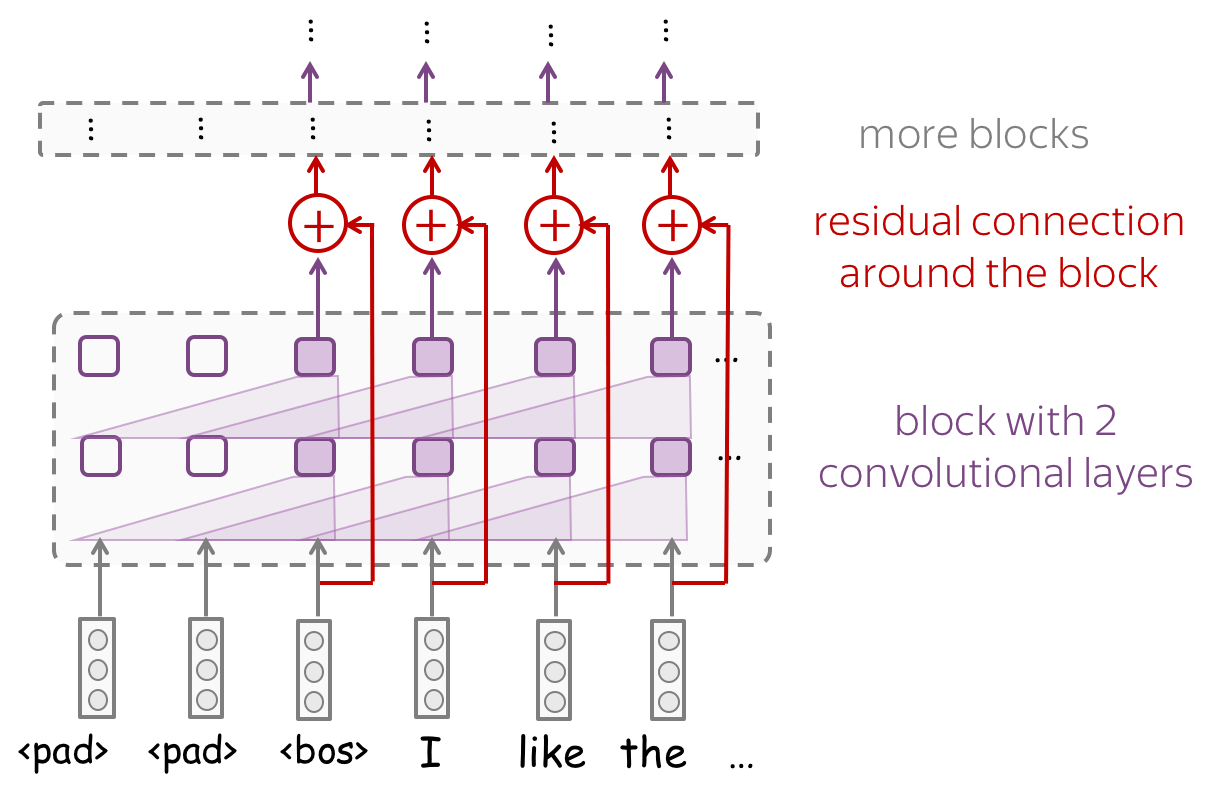 more blocks
residual connection
around the block
...
block with 2
convolutional layers
...
<pad> <pad> <bos> I like the ...